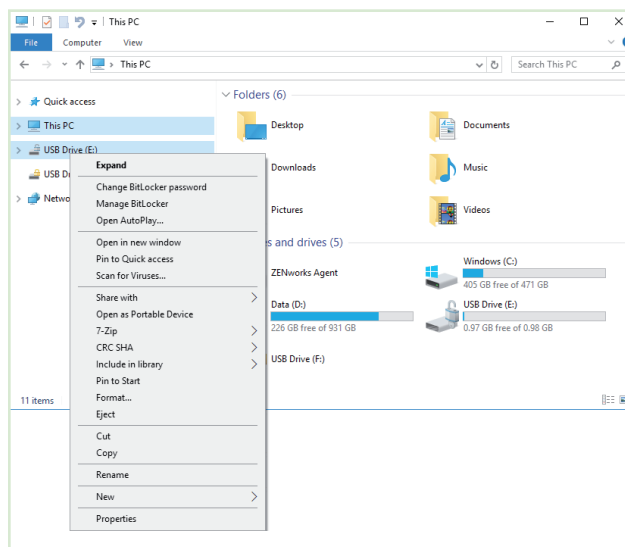 This PC
File Computer View
This PC
Search This PC
Quick access
This PC
USB Drive (E:)
USB
Folders (6)
Desktop
Documents
Downloads
Music
Pictures
Videos
and drives (5)
ZENworks Agent
Windows (C:)
405 GB free of 471 GB
Data (D:)
226 GB free of 931 GB
USB Drive (E:)
0.97 GB free of 0.98 GB
USB Drive (F:)
11 items
Expand
Change BitLocker password
Manage BitLocker
Open AutoPlay...
Open in new window
Pin to Quick access
Scan for Viruses...
Share with
Open as Portable Device
7-Zip
CRC SHA
Include in library
Pin to Start
Format...
Eject
Cut
Copy
Rename
New
Properties